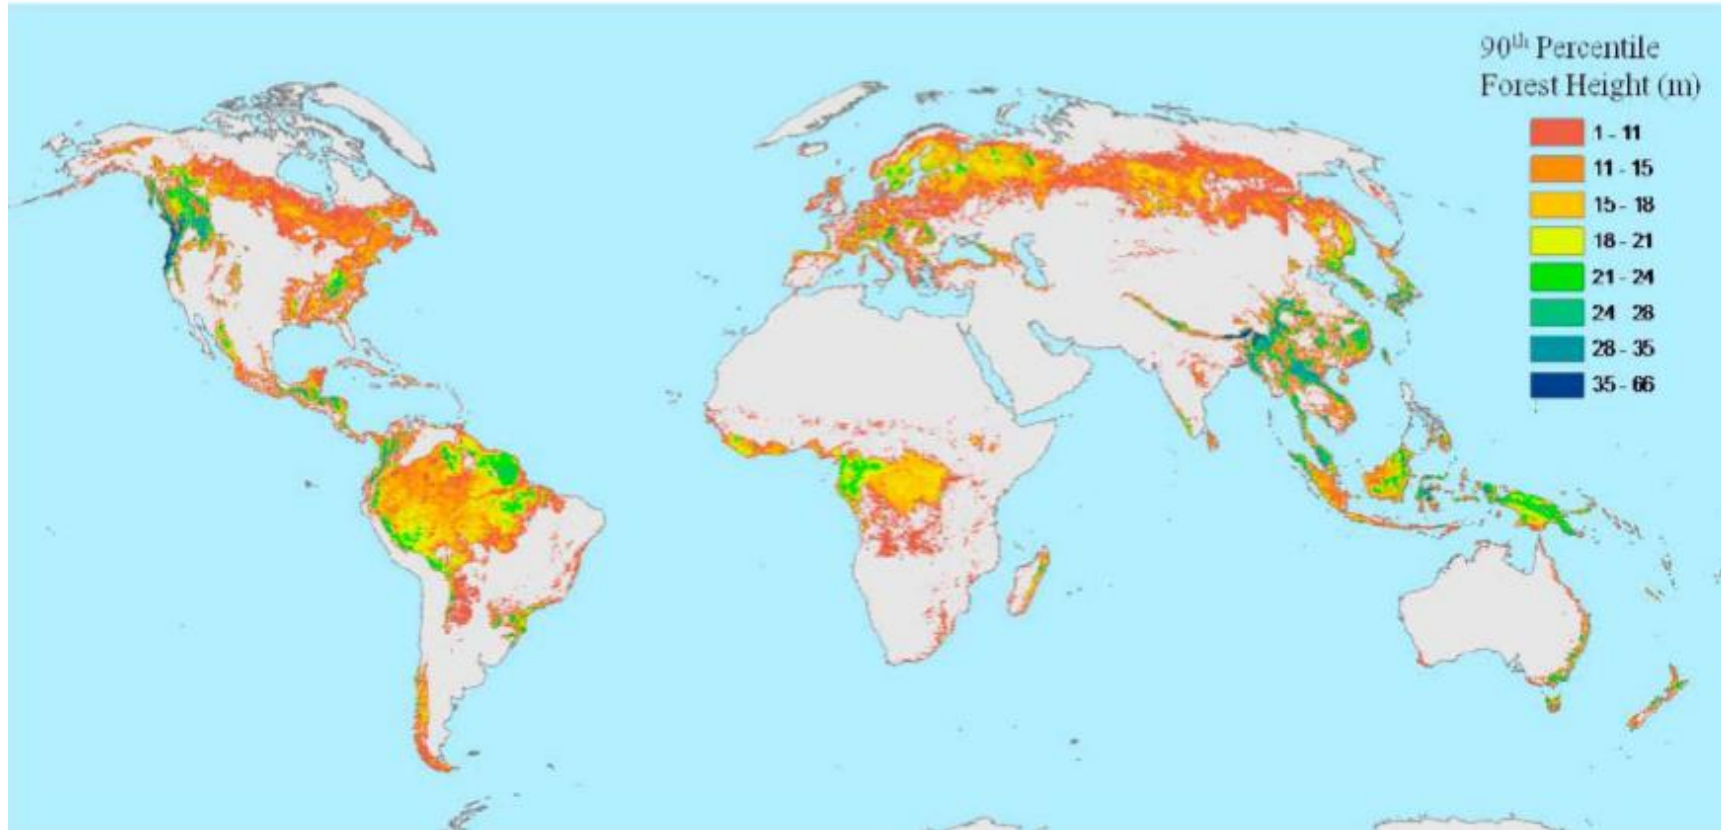 90th Percentile
Forest Height (m)
1 - 11
11 - 15
15 - 18
18 - 21
21 - 24
24 28
28 - 35
35 - 66